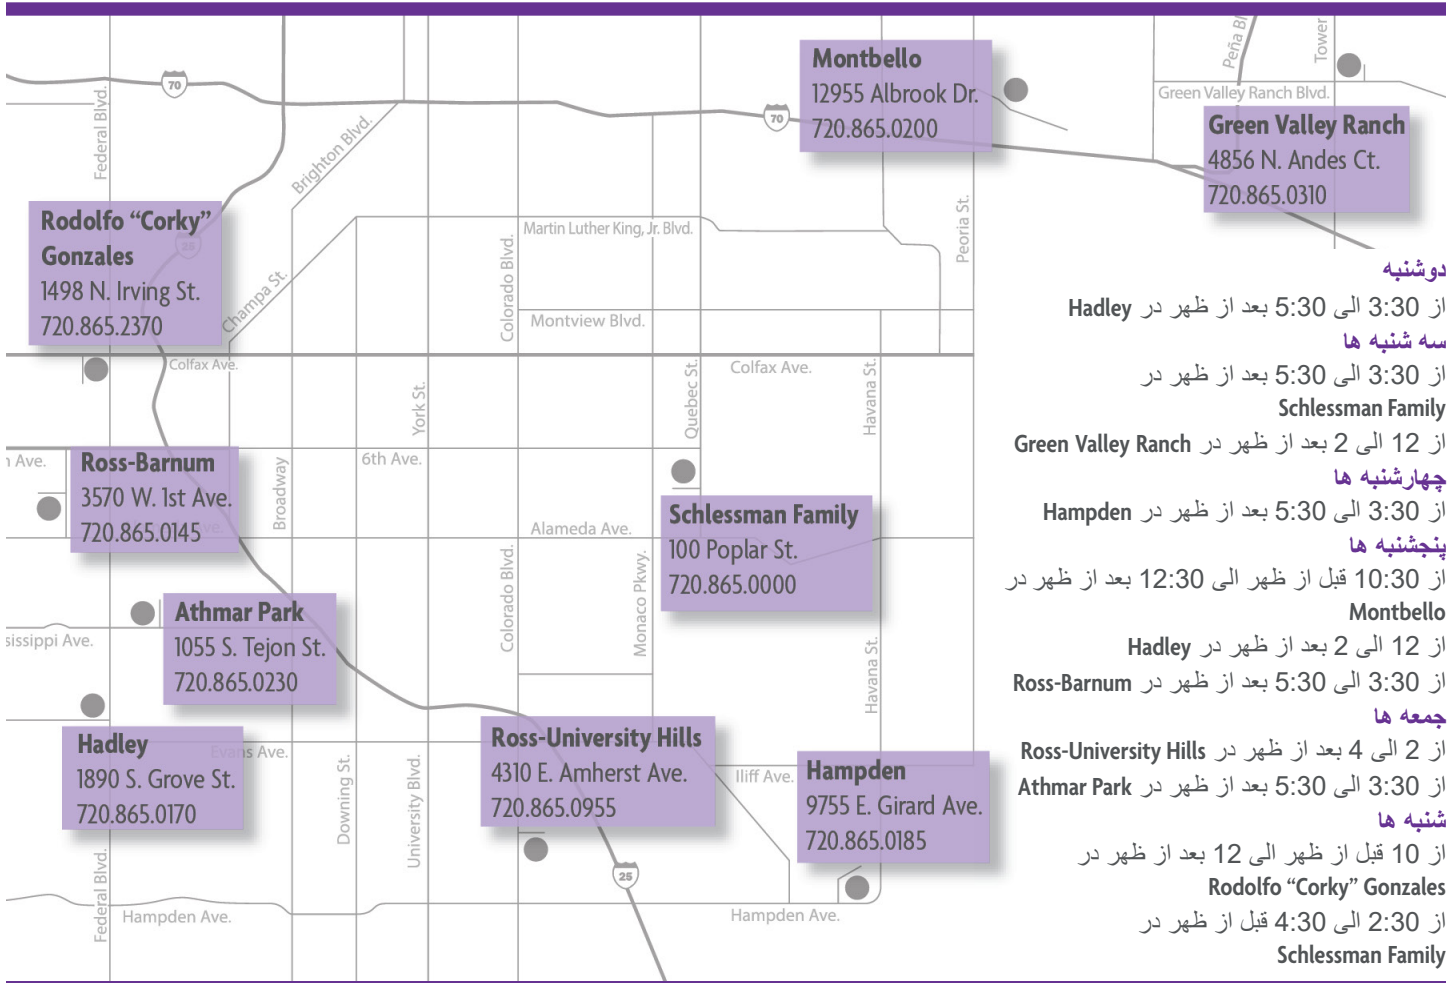 70
70
25
25
Federal Blvd.
Brighton Blvd.
Champa St.
Martin Luther King, Jr. Blvd.
Colorado Blvd.
Montview Blvd.
Peoria St.
Peña Bl
Tower
Green Valley Ranch Blvd.
Montbello
12955 Albrook Dr.
720.865.0200
Green Valley Ranch
4856 N. Andes Ct.
720.865.0310
Rodolfo “Corky”
Gonzales
1498 N. Irving St.
720.865.2370
Colfax Ave.
Colfax Ave.
York St.
Quebec St.
Havana St.
Ave.
6th Ave.
Broadway
Ross-Barnum
3570 W. 1st Ave.
720.865.0145
Alameda Ave.
Schlessman Family
100 Poplar St.
720.865.0000
Colorado Blvd.
Monaco Pkwy.
Havana St.
sissippi Ave.
Athmar Park
1055 S. Tejon St.
720.865.0230
Hadley
1890 S. Grove St.
720.865.0170
Evans Ave.
Downing St.
University Blvd.
Ross-University Hills
4310 E. Amherst Ave.
720.865.0955
Iliff Ave.
Hampden
9755 E. Girard Ave.
720.865.0185
Federal Blvd.
Hampden Ave.
Hampden Ave.
دوشنبه
از 3:30 الی 5:30 بعد از ظهر در Hadley
سه شنبه ها
از 3:30 الی 5:30 بعد از ظهر در
Schlessman Family
از 12 الی 2 بعد از ظهر در Green Valley Ranch
چهارشنبه ها
از 3:30 الی 5:30 بعد از ظهر در Hampden
پنجشنبه ها
از 10:30 قبل از ظهر الی 12:30 بعد از ظهر در
Montbello
از 12 الی 2 بعد از ظهر در Hadley
از 3:30 الی 5:30 بعد از ظهر در Ross-Barnum
جمعه ها
از 2 الی 4 بعد از ظهر در Ross-University Hills
از 3:30 الی 5:30 بعد از ظهر در Athmar Park
شنبه ها
از 10 قبل از ظهر الی 12 بعد از ظهر در
Rodolfo “Corky” Gonzales
از 2:30 الی 4:30 قبل از ظهر در
Schlessman Family